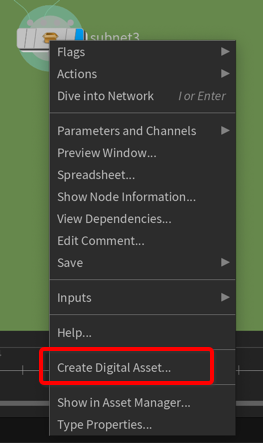 subnet3
Flags
Actions
Dive into Network I or Enter
Parameters and Channels
Preview Window...
Spreadsheet...
Show Node Information...
View Dependencies...
Edit Comment...
Save
Inputs
Help...
Create Digital Asset...
Show in Asset Manager...
Type Properties...